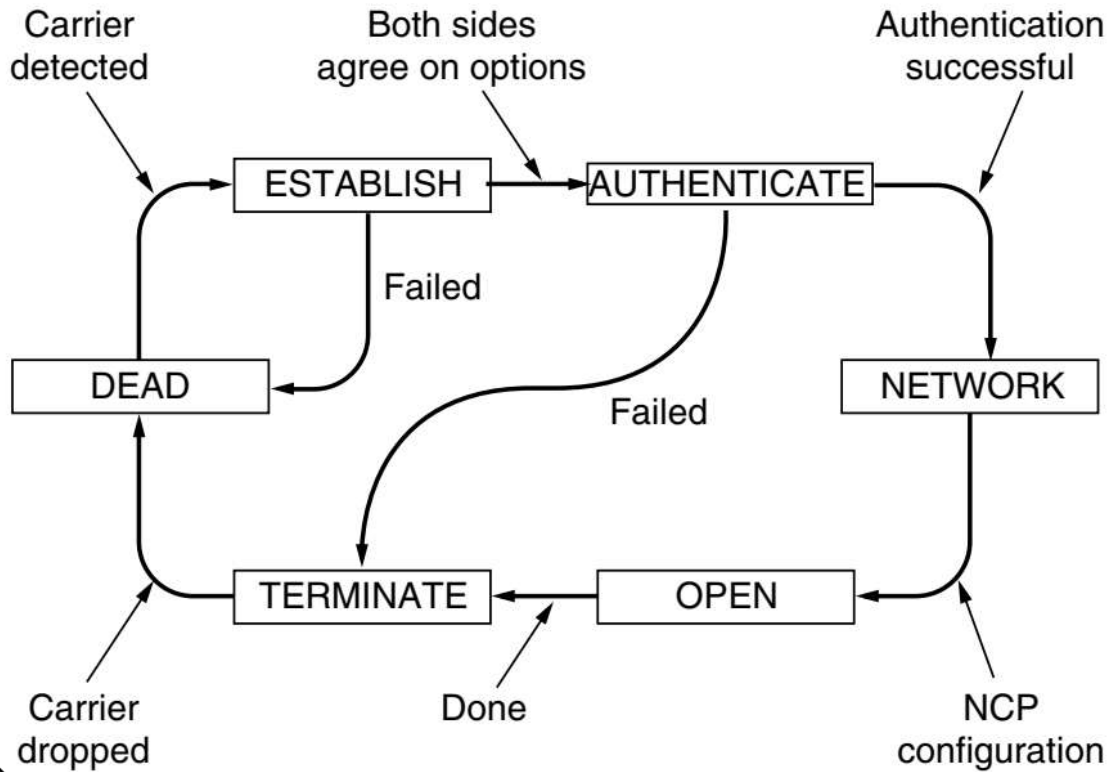 Carrier
detected
Both sides
agree on options
Authentication
successful
ESTABLISH
AUTHENTICATE
Failed
DEAD
NETWORK
Failed
TERMINATE
OPEN
Carrier
dropped
Done
NCP
configuration